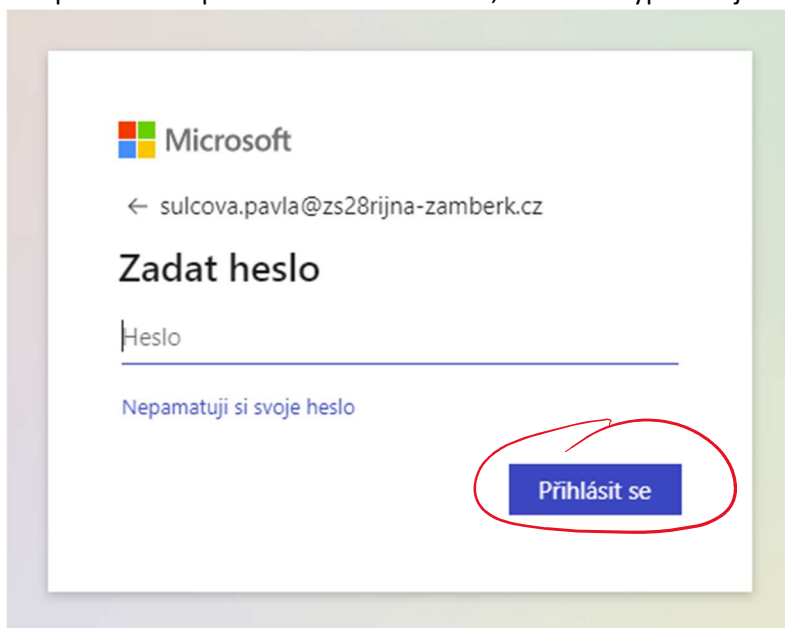 Microsoft
← sulcova.pavla@zs28rijna-zamberk.cz
Zadat heslo
Heslo
Nepamatuji si svoje heslo
Přihlásit se